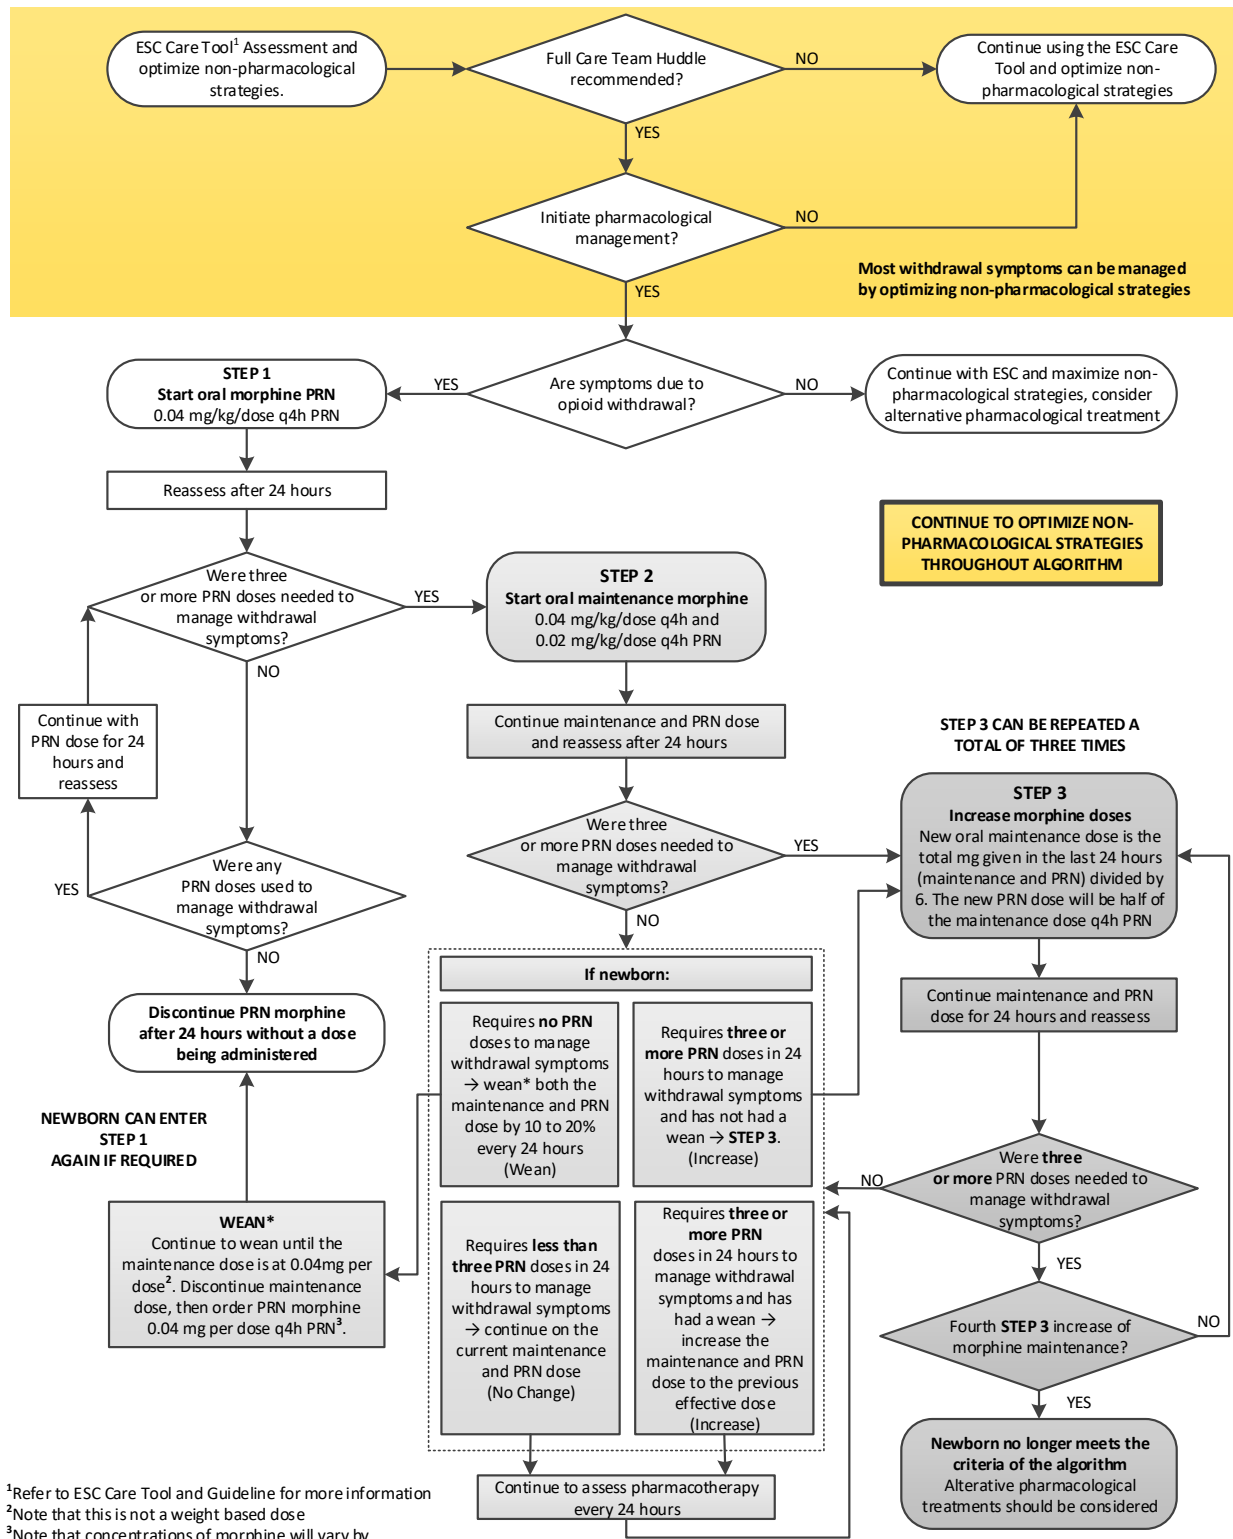 ESC Care Tool¹ Assessment and
optimize non-pharmacological
strategies.
Full Care Team Huddle
recommended?
NO
Continue using the ESC Care
Tool and optimize non-
pharmacological strategies
YES
Initiate pharmacological
management?
NO
Most withdrawal symptoms can be managed
by optimizing non-pharmacological strategies
YES
STEP 1
Start oral morphine PRN
0.04 mg/kg/dose q4h PRN
YES
Are symptoms due to
opioid withdrawal?
NO
Continue with ESC and maximize non-
pharmacological strategies, consider
alternative pharmacological treatment
Reassess after 24 hours
CONTINUE TO OPTIMIZE NON-
PHARMACOLOGICAL STRATEGIES
THROUGHOUT ALGORITHM
Were three
or more PRN doses needed to
manage withdrawal
symptoms?
YES
STEP 2
Start oral maintenance morphine
0.04 mg/kg/dose q4h and
0.02 mg/kg/dose q4h PRN
NO
Continue with
PRN dose for 24
hours and
reassess
Continue maintenance and PRN dose
and reassess after 24 hours
STEP 3 CAN BE REPEATED A
TOTAL OF THREE TIMES
Were three
or more PRN doses needed to
manage withdrawal
symptoms?
YES
STEP 3
Increase morphine doses
New oral maintenance dose is the
total mg given in the last 24 hours
(maintenance and PRN) divided by
6. The new PRN dose will be half of
the maintenance dose q4h PRN
YES
Were any
PRN doses used to
manage withdrawal
symptoms?
NO
NO
If newborn:
Discontinue PRN morphine
after 24 hours without a dose
being administered
Requires no PRN
doses to manage
withdrawal symptoms
→ wean* both the
maintenance and PRN
dose by 10 to 20%
every 24 hours
(Wean)
Requires three or
more PRN doses in 24
hours to manage
withdrawal symptoms
and has not had a
wean → STEP 3.
(Increase)
Continue maintenance and PRN
dose for 24 hours and reassess
NEWBORN CAN ENTER
STEP 1
AGAIN IF REQUIRED
Were three
or more PRN doses needed to
manage withdrawal
symptoms?
NO
YES
WEAN*
Continue to wean until the
maintenance dose is at 0.04mg per
dose². Discontinue maintenance
dose, then order PRN morphine
0.04 mg per dose q4h PRN³.
Requires less than
three PRN doses in 24
hours to manage
withdrawal symptoms
→ continue on the
current maintenance
and PRN dose
(No Change)
Requires three or
more PRN
doses in 24 hours to
manage withdrawal
symptoms and has
had a wean →
increase the
maintenance and PRN
dose to the previous
effective dose
(Increase)
Fourth STEP 3 increase of
morphine maintenance?
NO
YES
Newborn no longer meets the
criteria of the algorithm
Alterative pharmacological
treatments should be considered
Continue to assess pharmacotherapy
every 24 hours
¹Refer to ESC Care Tool and Guideline for more information
²Note that this is not a weight based dose
³Note that concentrations of morphine will vary by